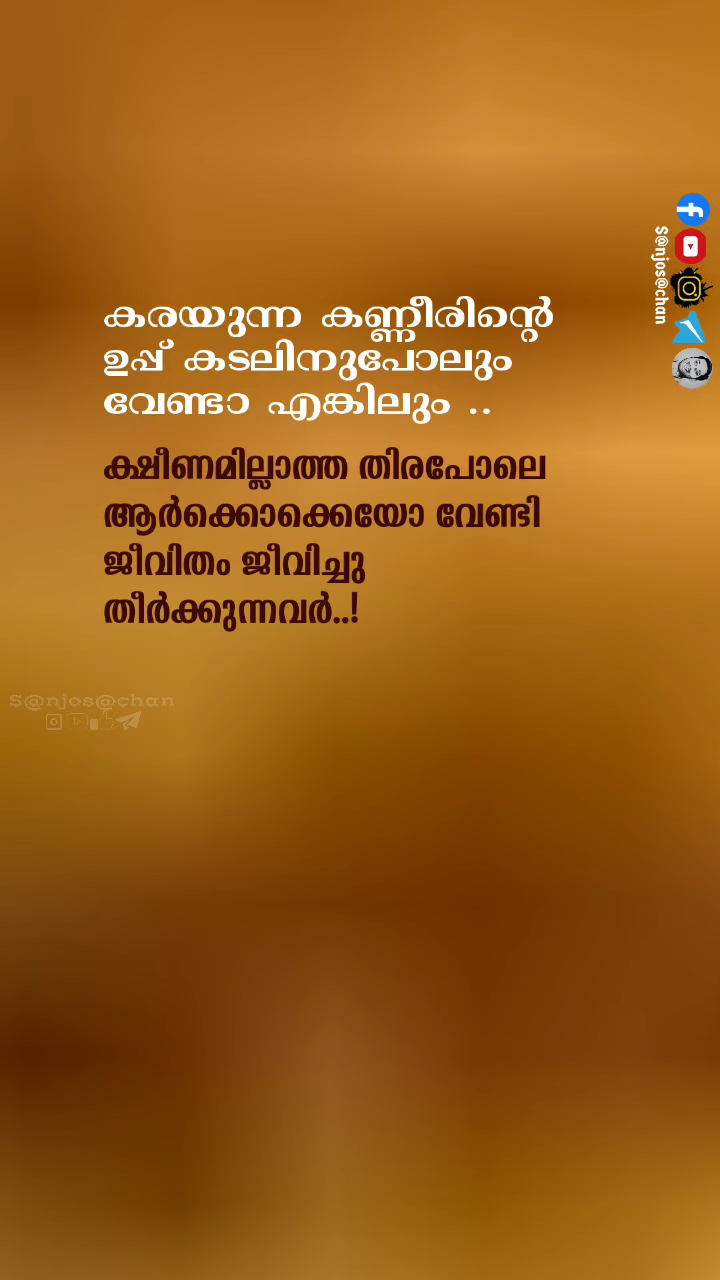 കരയുന്ന കണ്ണീരിന്റെ
ഉപ്പ് കടലിനുപോലും
വേണ്ടാ എങ്കിലും ..
ക്ഷീണമില്ലാത്ത തിരപോലെ
ആർക്കൊക്കെയോ വേണ്ടി
ജീവിതം ജീവിച്ചു
തീർക്കുന്നവർ..!
S@njos@chan
S@njos@chan